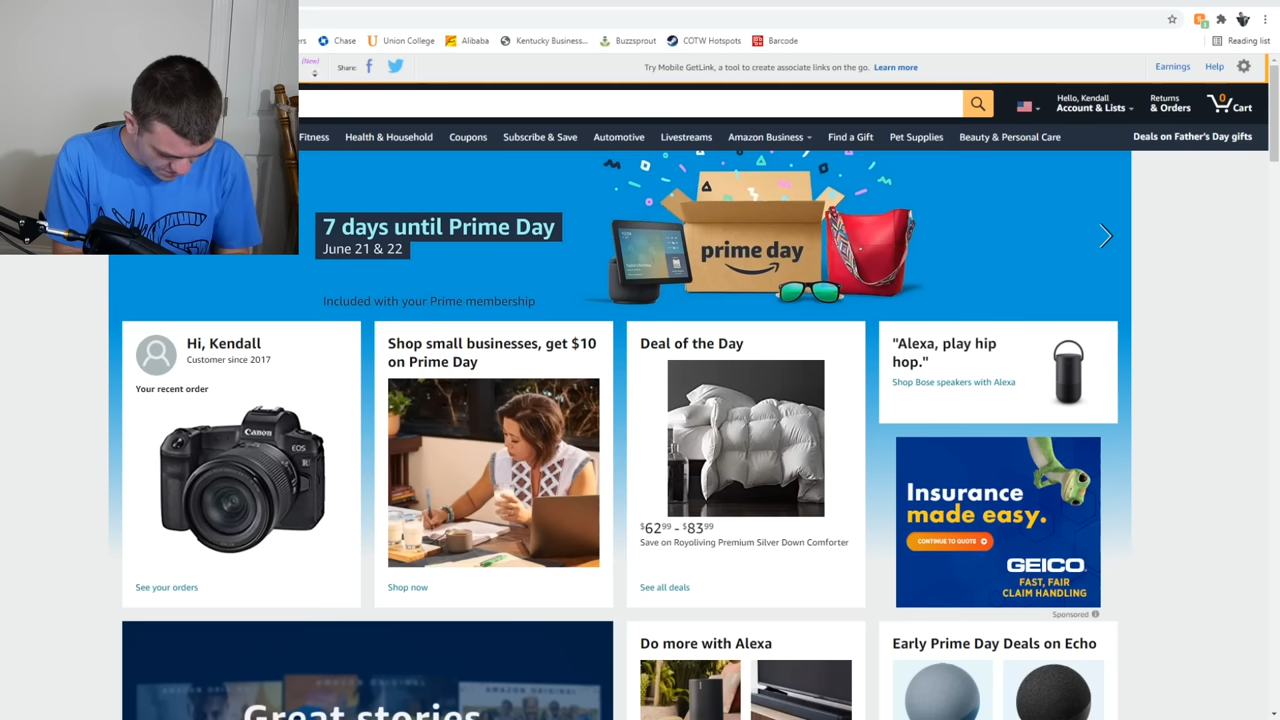 ers Chase Union College Alibaba Kentucky Business... Buzzsprout COTW Hotspots Barcode Reading list
(New) Share: Try Mobile GetLink, a tool to create associate links on the go. Learn more Earnings Help
Hello, Kendall
Account & Lists
Returns
& Orders
0
Cart
Fitness Health & Household Coupons Subscribe & Save Automotive Livestreams Amazon Business Find a Gift Pet Supplies Beauty & Personal Care Deals on Father's Day gifts
7 days until Prime Day
June 21 & 22
Included with your Prime membership
prime day
Hi, Kendall
Customer since 2017
Your recent order
Canon
EOS
R
See your orders
Shop small businesses, get $10
on Prime Day
Shop now
Deal of the Day
$62.99 - $83.99
Save on Royoliving Premium Silver Down Comforter
See all deals
"Alexa, play hip
hop."
Shop Bose speakers with Alexa
Insurance
made easy.
CONTINUE TO QUOTE
GEICO
FAST, FAIR
CLAIM HANDLING
Sponsored
Great stories
Do more with Alexa
Early Prime Day Deals on Echo